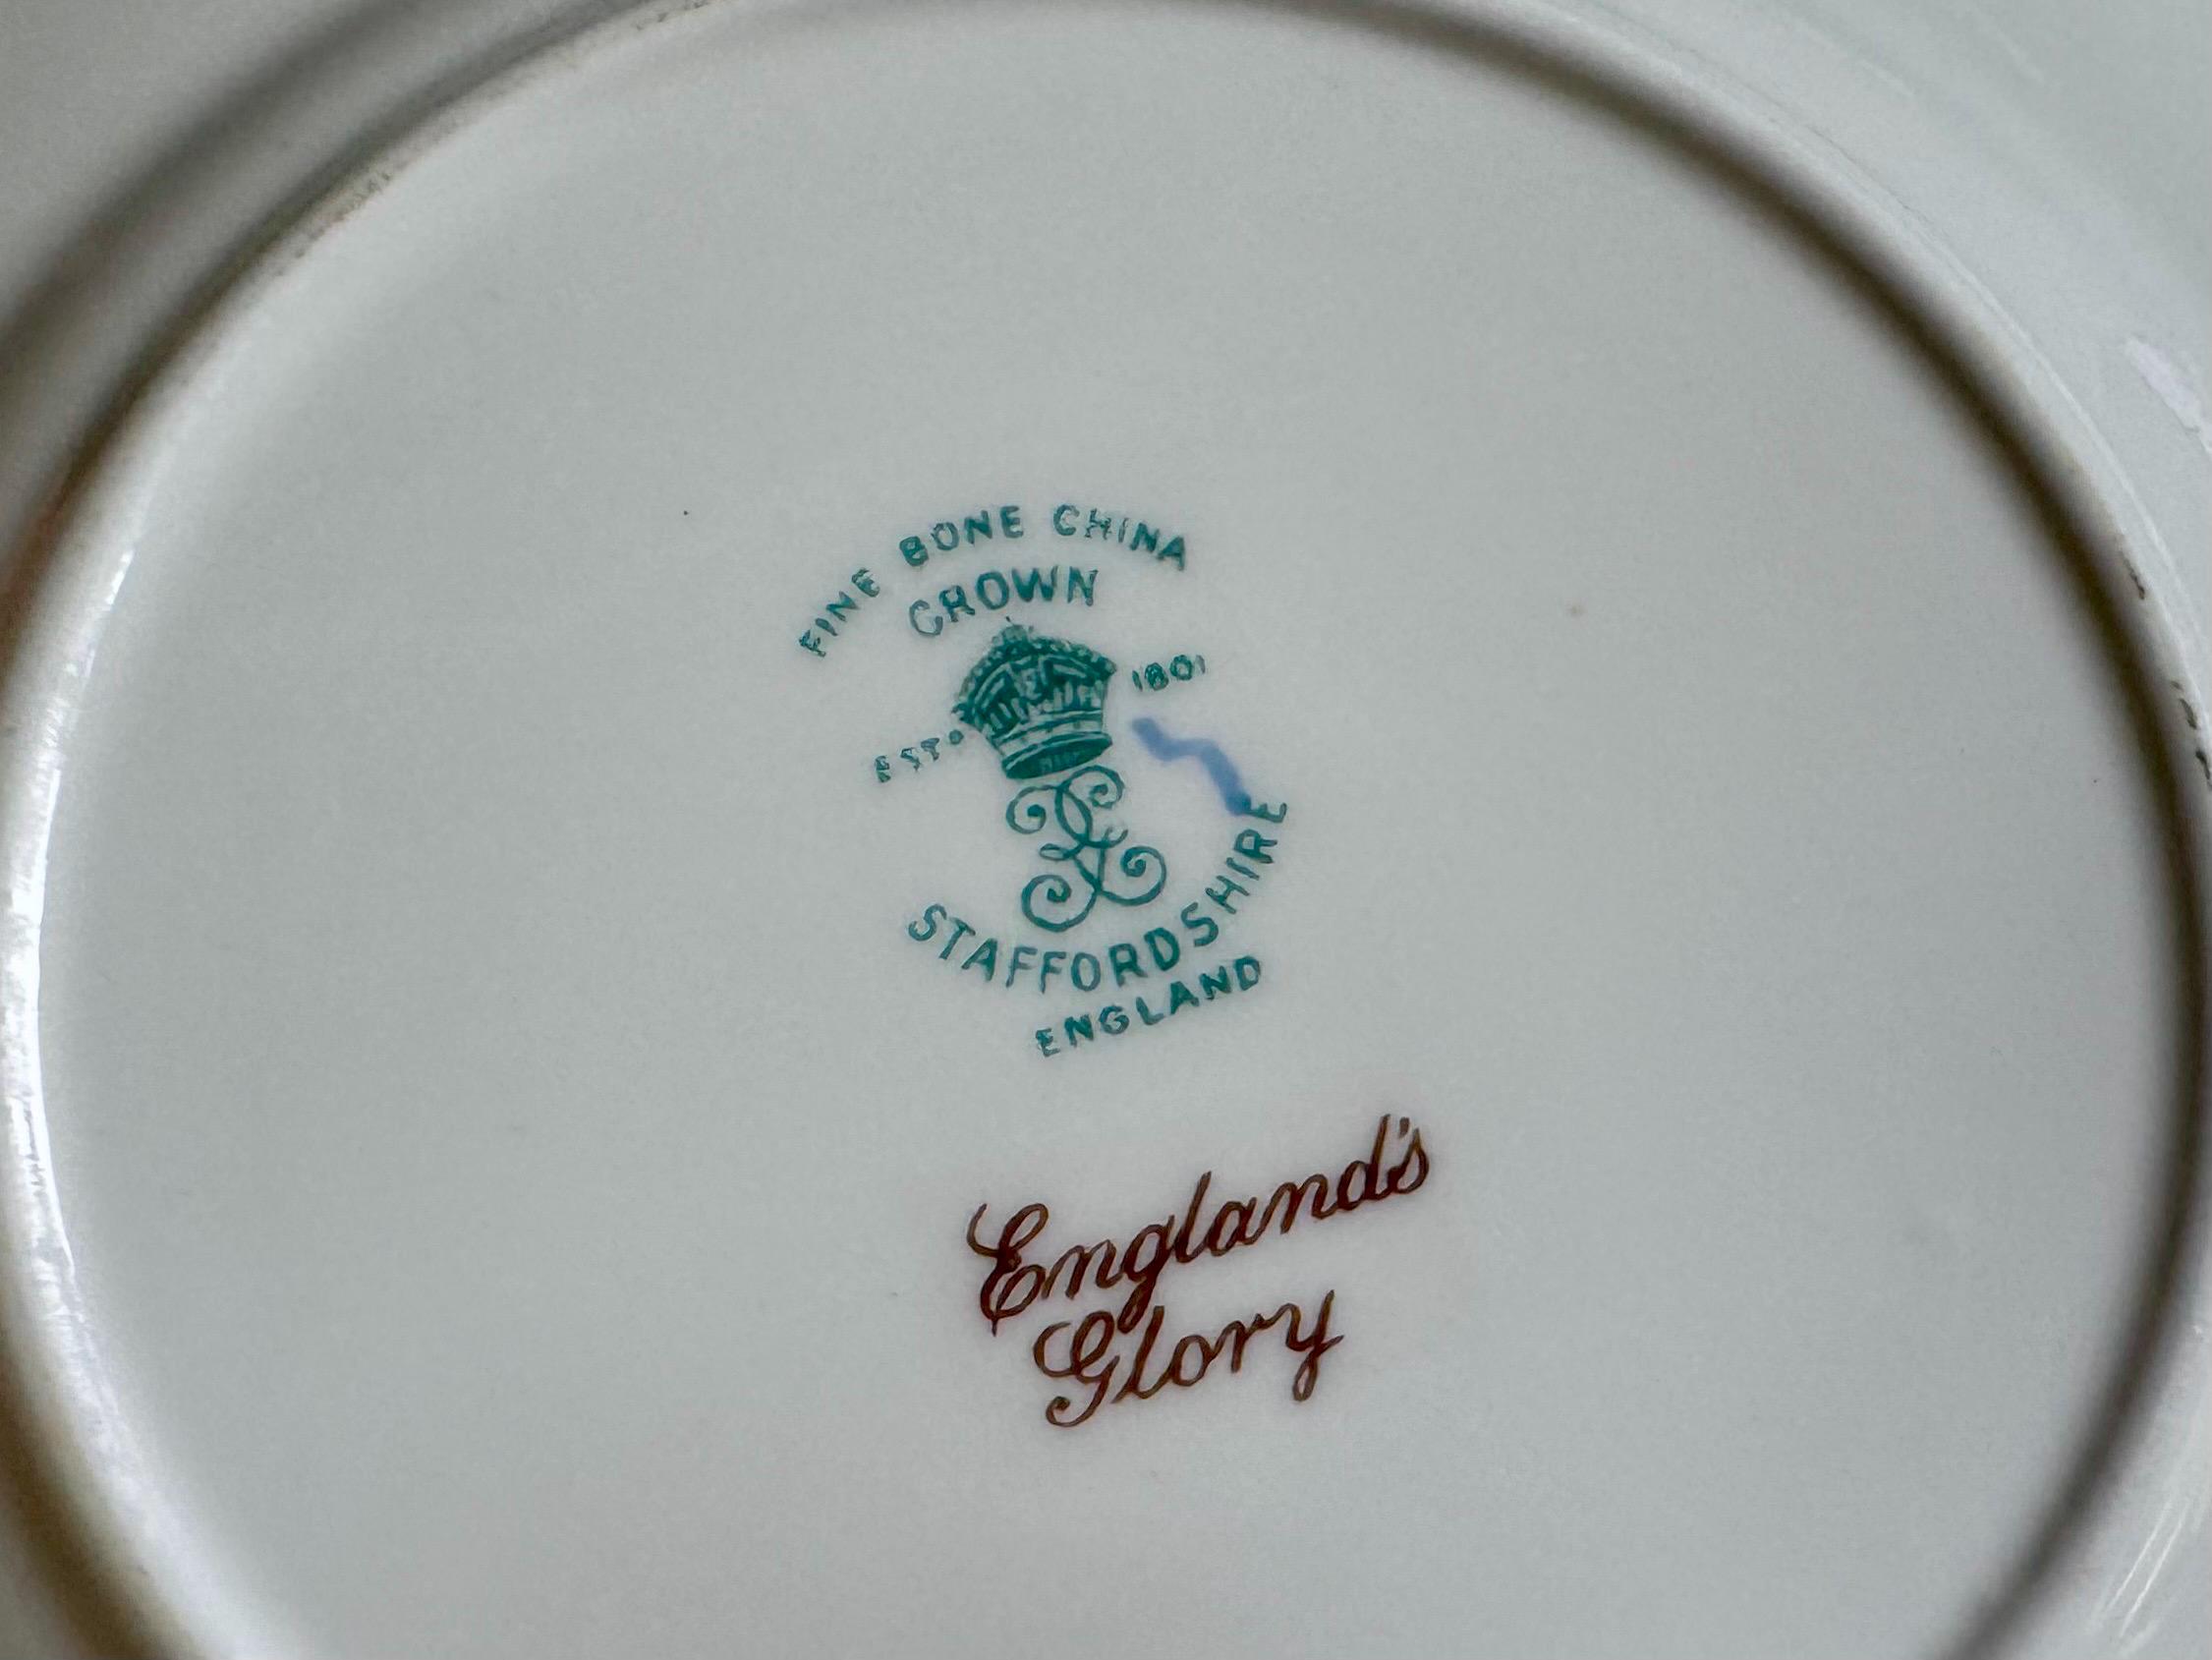 FINE BONE CHINA
CROWN
ESTD 1801
STAFFORDSHIRE
ENGLAND
England's
Glory